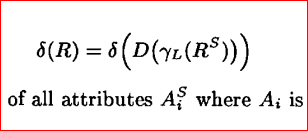 δ(R) = δ(D(γ_L(R^S)))
of all attributes A_i^S where A_i is